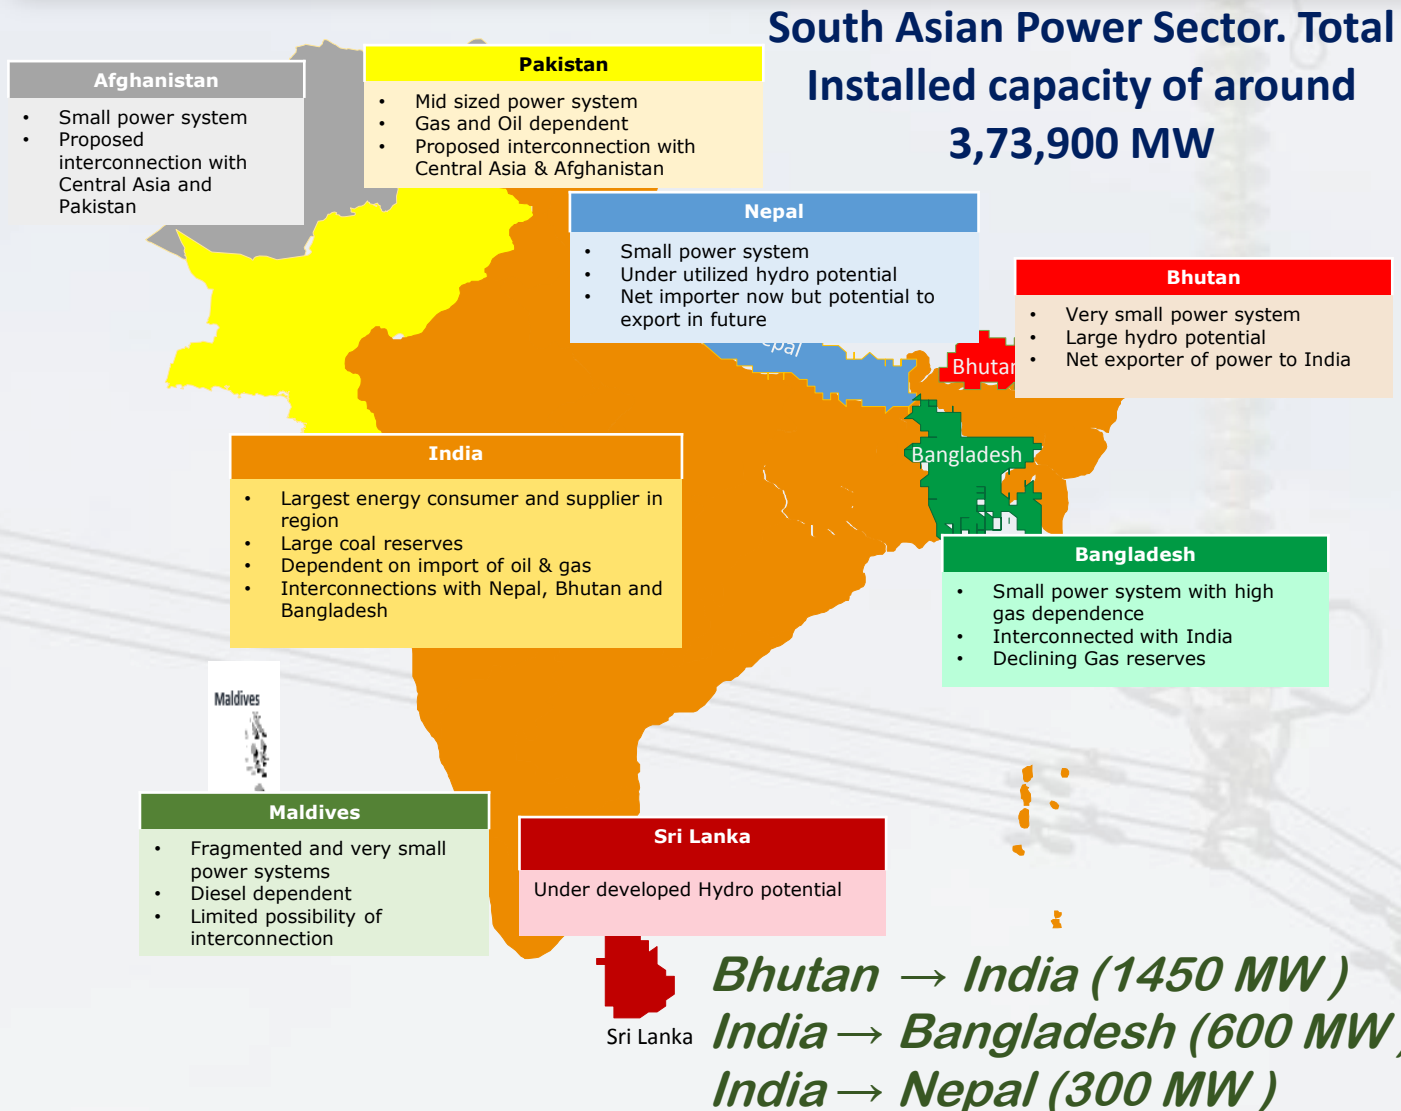 South Asian Power Sector. Total
Installed capacity of around
3,73,900 MW
Afghanistan
• Small power system
• Proposed
interconnection with
Central Asia and
Pakistan
Pakistan
• Mid sized power system
• Gas and Oil dependent
• Proposed interconnection with
Central Asia & Afghanistan
Nepal
• Small power system
• Under utilized hydro potential
• Net importer now but potential to
export in future
Bhutan
• Very small power system
• Large hydro potential
• Net exporter of power to India
epal
Bhutan
Bangladesh
India
• Largest energy consumer and supplier in
region
• Large coal reserves
• Dependent on import of oil & gas
• Interconnections with Nepal, Bhutan and
Bangladesh
Bangladesh
• Small power system with high
gas dependence
• Interconnected with India
• Declining Gas reserves
Maldives
Maldives
• Fragmented and very small
power systems
• Diesel dependent
• Limited possibility of
interconnection
Sri Lanka
Under developed Hydro potential
Sri Lanka
Bhutan → India (1450 MW )
India → Bangladesh (600 MW )
India → Nepal (300 MW )